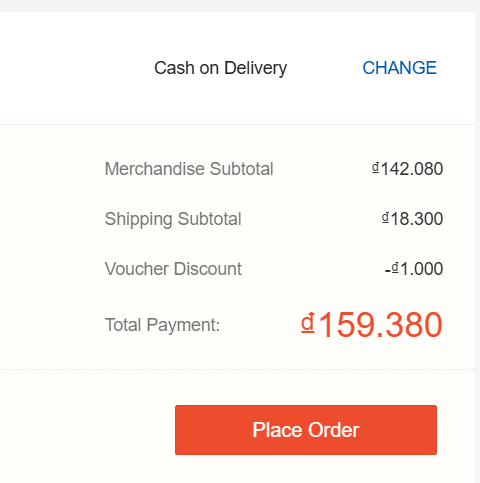 Cash on Delivery CHANGE
Merchandise Subtotal ₫142.080
Shipping Subtotal ₫18.300
Voucher Discount -₫1.000
Total Payment: ₫159.380
Place Order